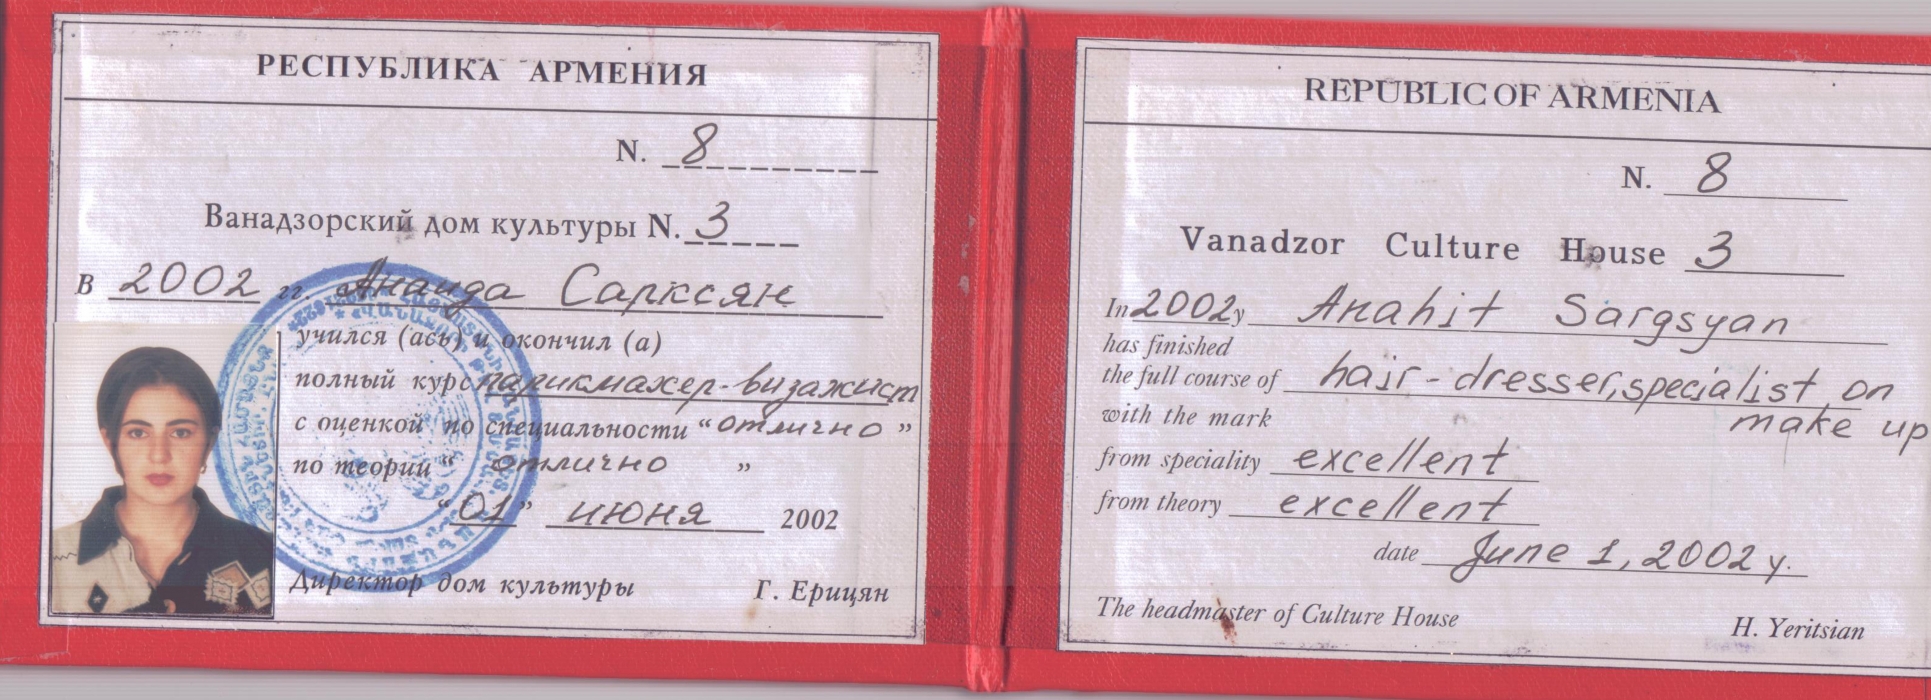 РЕСПУБЛИКА АРМЕНИЯ
N. 8
Ванадзорский дом культуры N. 3
В 2002 гг. Анаида Сарксян
учился (ась) и окончил (а)
полный курс парикмахер-визажист
с оценкой по специальности "отлично"
по теории "отлично"
"01" июня 2002
Директор дом культуры Г. Ерицян
REPUBLIC OF ARMENIA
N. 8
Vanadzor Culture House 3
In 2002 y Anahit Sargsyan
has finished
the full course of hair-dresser, specialist on
make up
with the mark
from speciality excellent
from theory excellent
date June 1, 2002 y.
The headmaster of Culture House H. Yeritsian